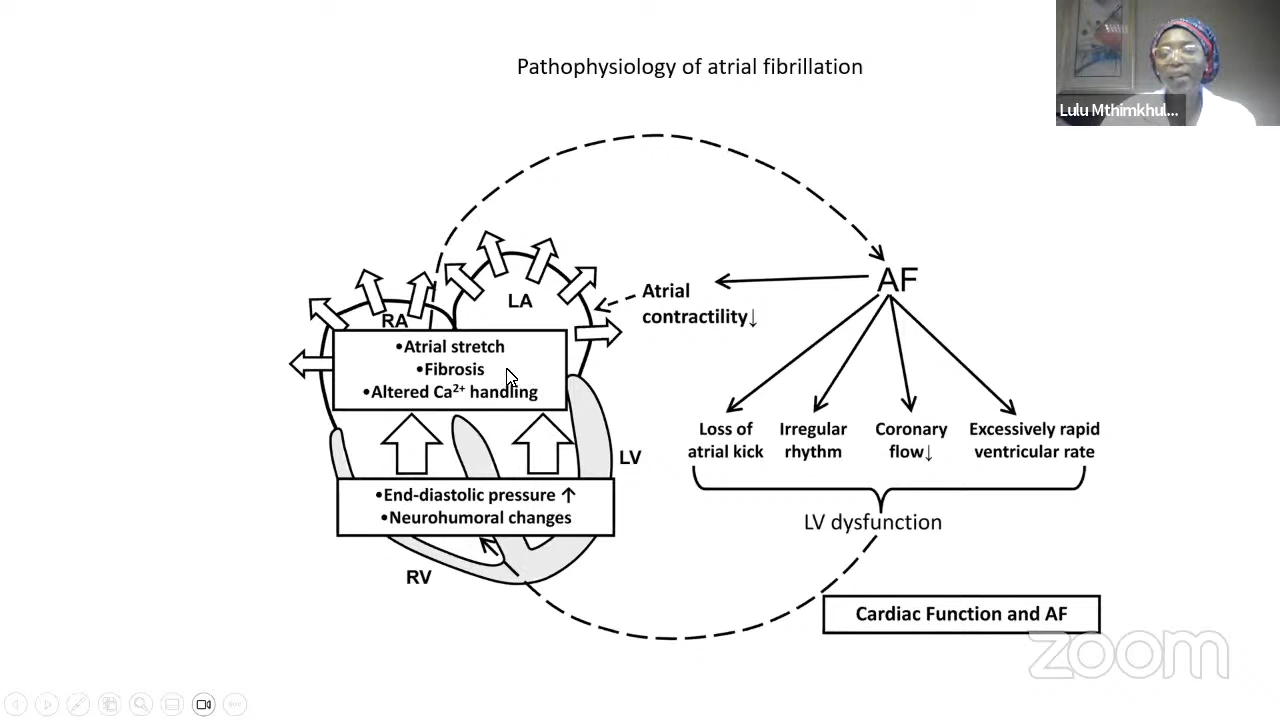 Pathophysiology of atrial fibrillation
Lulu Mthimkhul...
AF
LA
RA
Atrial
contractility↓
•Atrial stretch
•Fibrosis
•Altered Ca²⁺ handling
Loss of
atrial kick
Irregular
rhythm
Coronary
flow↓
Excessively rapid
ventricular rate
LV
•End-diastolic pressure ↑
•Neurohumoral changes
LV dysfunction
RV
Cardiac Function and AF
zoom